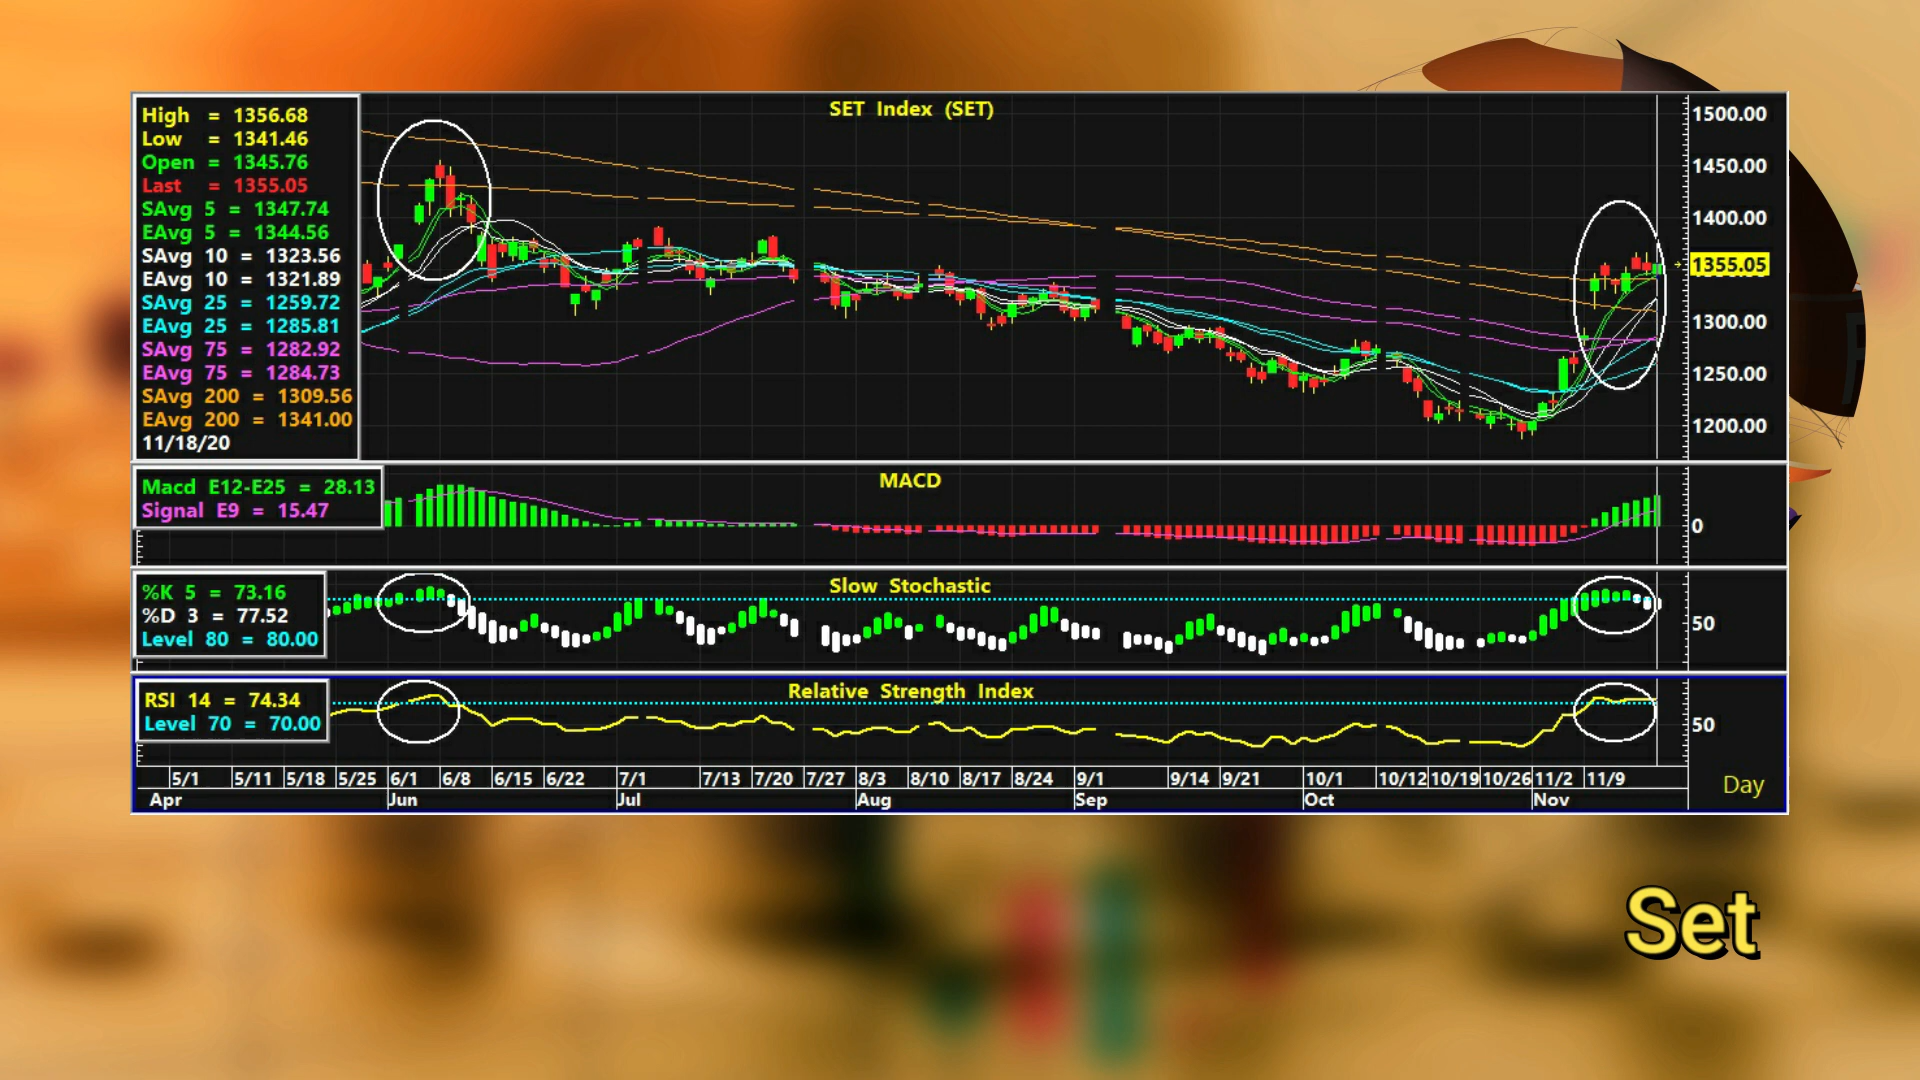 SET Index (SET)
High = 1356.68
Low = 1341.46
Open = 1345.76
Last = 1355.05
SAvg 5 = 1347.74
EAvg 5 = 1344.56
SAvg 10 = 1323.56
EAvg 10 = 1321.89
SAvg 25 = 1259.72
EAvg 25 = 1285.81
SAvg 75 = 1282.92
EAvg 75 = 1284.73
SAvg 200 = 1309.56
EAvg 200 = 1341.00
11/18/20
1500.00
1450.00
1400.00
1355.05
1300.00
1250.00
1200.00
MACD
Macd E12-E25 = 28.13
Signal E9 = 15.47
0
Slow Stochastic
%K 5 = 73.16
%D 3 = 77.52
Level 80 = 80.00
50
Relative Strength Index
RSI 14 = 74.34
Level 70 = 70.00
50
5/1 5/11 5/18 5/25 6/1 6/8 6/15 6/22 7/1 7/13 7/20 7/27 8/3 8/10 8/17 8/24 9/1 9/14 9/21 10/1 10/12 10/19 10/26 11/2 11/9
Apr Jun Jul Aug Sep Oct Nov
Day
Set